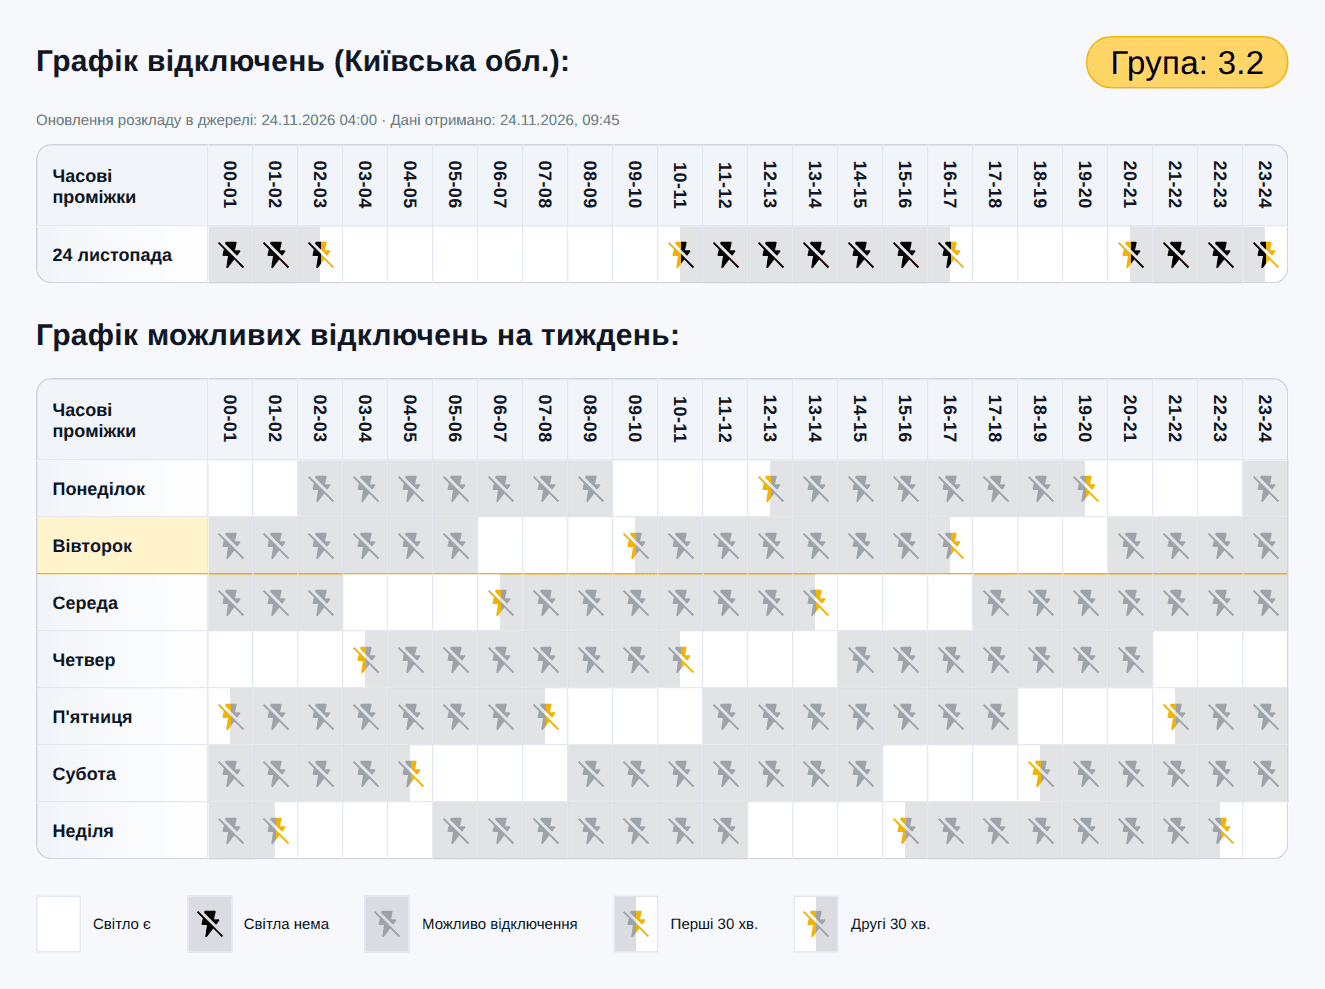 Графік відключень (Київська обл.):
Група: 3.2
Оновлення розкладу в джерелі: 24.11.2026 04:00 · Дані отримано: 24.11.2026, 09:45
Часові проміжки 00-01 01-02 02-03 03-04 04-05 05-06 06-07 07-08 08-09 09-10 10-11 11-12 12-13 13-14 14-15 15-16 16-17 17-18 18-19 19-20 20-21 21-22 22-23 23-24
24 листопада
Графік можливих відключень на тиждень:
Часові проміжки 00-01 01-02 02-03 03-04 04-05 05-06 06-07 07-08 08-09 09-10 10-11 11-12 12-13 13-14 14-15 15-16 16-17 17-18 18-19 19-20 20-21 21-22 22-23 23-24
Понеділок
Вівторок
Середа
Четвер
П'ятниця
Субота
Неділя
Світло є Світла нема Можливо відключення Перші 30 хв. Другі 30 хв.